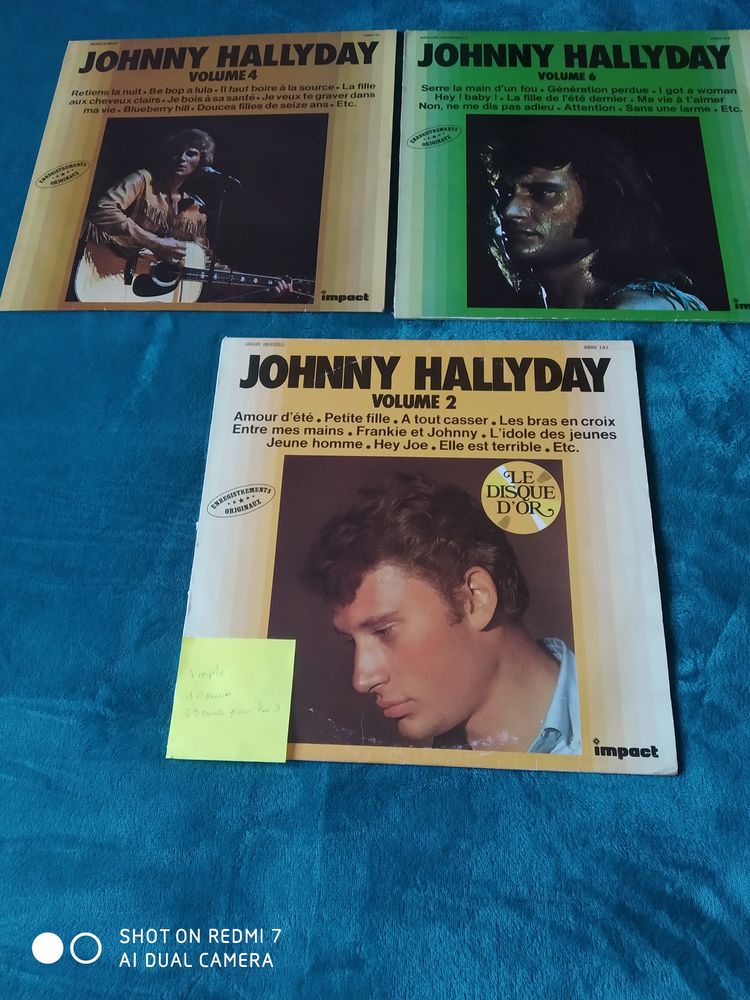 JOHNNY HALLYDAY
VOLUME 4
Retiens la nuit • Be bop a lula • Il faut boire à la source • La fille
aux cheveux clairs • Je bois à sa santé • Je veux te graver dans
ma vie • Blueberry hill • Douces filles de seize ans • Etc.
ENREGISTREMENTS
ORIGINAUX
impact
JOHNNY HALLYDAY
VOLUME 6
Serre la main d'un fou • Génération perdue • I got a woman
Hey ! baby ! • La fille de l'été dernier • Ma vie à t'aimer
Non, ne me dis pas adieu • Attention • Sans une larme • Etc.
ENREGISTREMENTS
ORIGINAUX
im
GRAVURE UNIVERSELLE
6886 141
JOHNNY HALLYDAY
VOLUME 2
Amour d'été • Petite fille • A tout casser • Les bras en croix
Entre mes mains • Frankie et Johnny • L'idole des jeunes
Jeune homme • Hey Joe • Elle est terrible • Etc.
ENREGISTREMENTS
ORIGINAUX
LE
DISQUE
D'OR
25 euros pour les 3
impact
SHOT ON REDMI 7
AI DUAL CAMERA